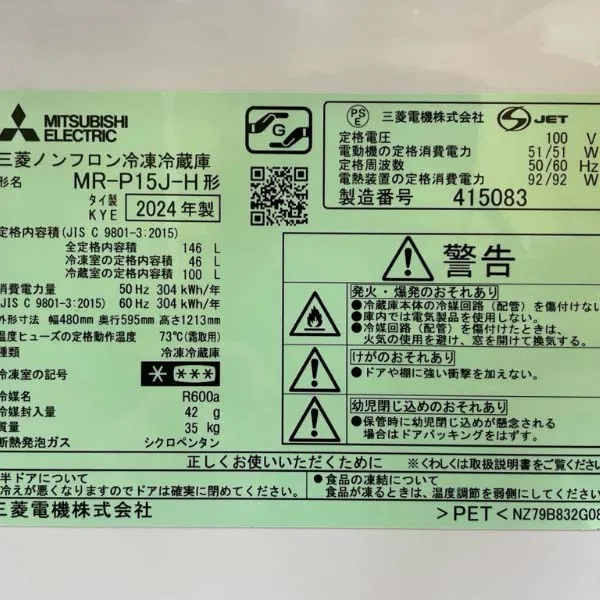 MITSUBISHI
ELECTRIC
三菱ノンフロン冷凍冷蔵庫
形名 MR-P15J-H形
タイ製
KYE 2024年製
定格内容積(JIS C 9801-3:2015)
全定格内容積 146 L
冷凍室の定格内容積 46 L
冷蔵室の定格内容積 100 L
消費電力量 50Hz 304 kWh/年
(JIS C 9801-3:2015) 60Hz 304 kWh/年
外形寸法 幅480mm 奥行595mm 高さ1213mm
温度ヒューズの定格動作温度 73℃(霜取用)
種類 冷凍冷蔵庫
冷凍室の記号
冷媒名 R600a
冷媒封入量 42 g
質量 35 kg
断熱発泡ガス シクロペンタン
G
PS
E
三菱電機株式会社
JET
定格電圧 100 V
電動機の定格消費電力 51/51 W
定格周波数 50/60 Hz
電熱装置の定格消費電力 92/92 W
製造番号 415083
警告
発火・爆発のおそれあり
●冷蔵庫本体の冷媒回路(配管)を傷付けない
●庫内では電気製品を使用しない。
●冷媒回路(配管)を傷付けたときは、
火気の使用を避け、窓を開けて換気する。
けがのおそれあり
●ドアや棚に強い衝撃を加えない。
幼児閉じ込めのおそれあり
●保管時に幼児閉じ込めが懸念される
場合はドアパッキングをはずす。
正しくお使いいただくために ※くわしくは取扱説明書をご覧くださ
半ドアについて
冷えが悪くなりますのでドアは確実に閉めてください。
●食品の凍結について
食品が凍るときは、温度調節を弱側にしてください
三菱電機株式会社
>PET< NZ79B832G08